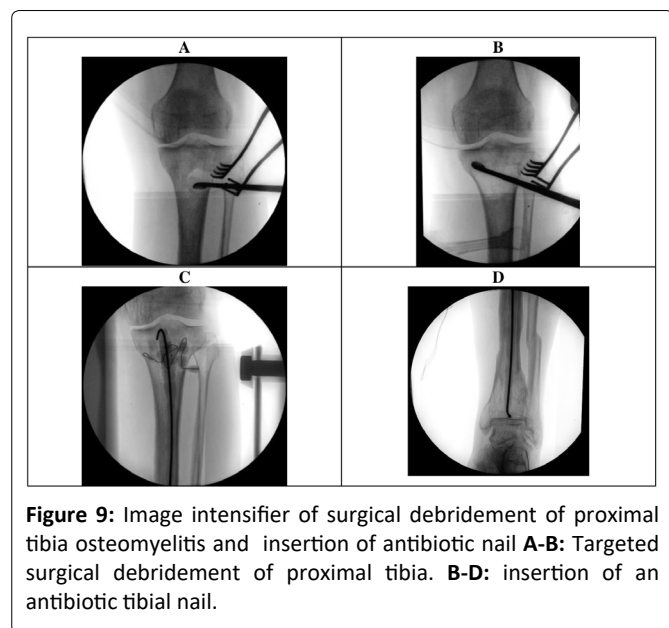 A
B
C
D
Figure 9: Image intensifier of surgical debridement of proximal
tibia osteomyelitis and insertion of antibiotic nail A-B: Targeted
surgical debridement of proximal tibia. B-D: insertion of an
antibiotic tibial nail.